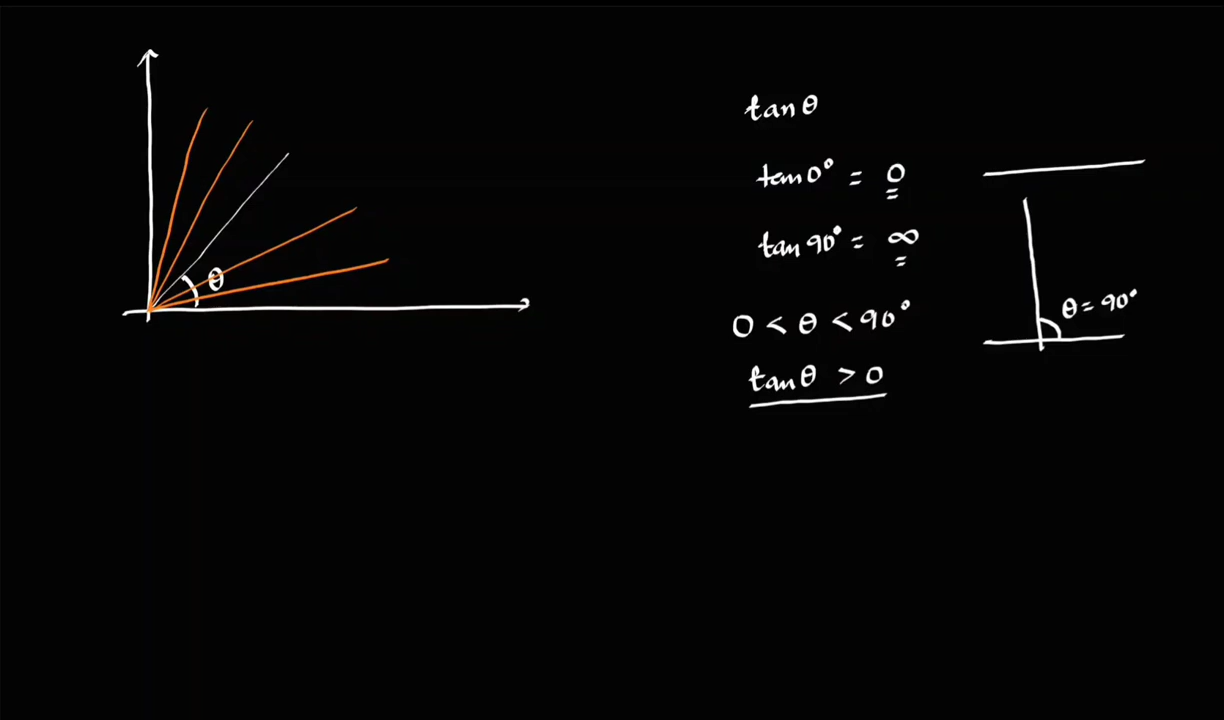 θ
tanθ
tan0° = 0
tan90° = ∞
θ = 90°
0 < θ < 90°
tanθ > 0